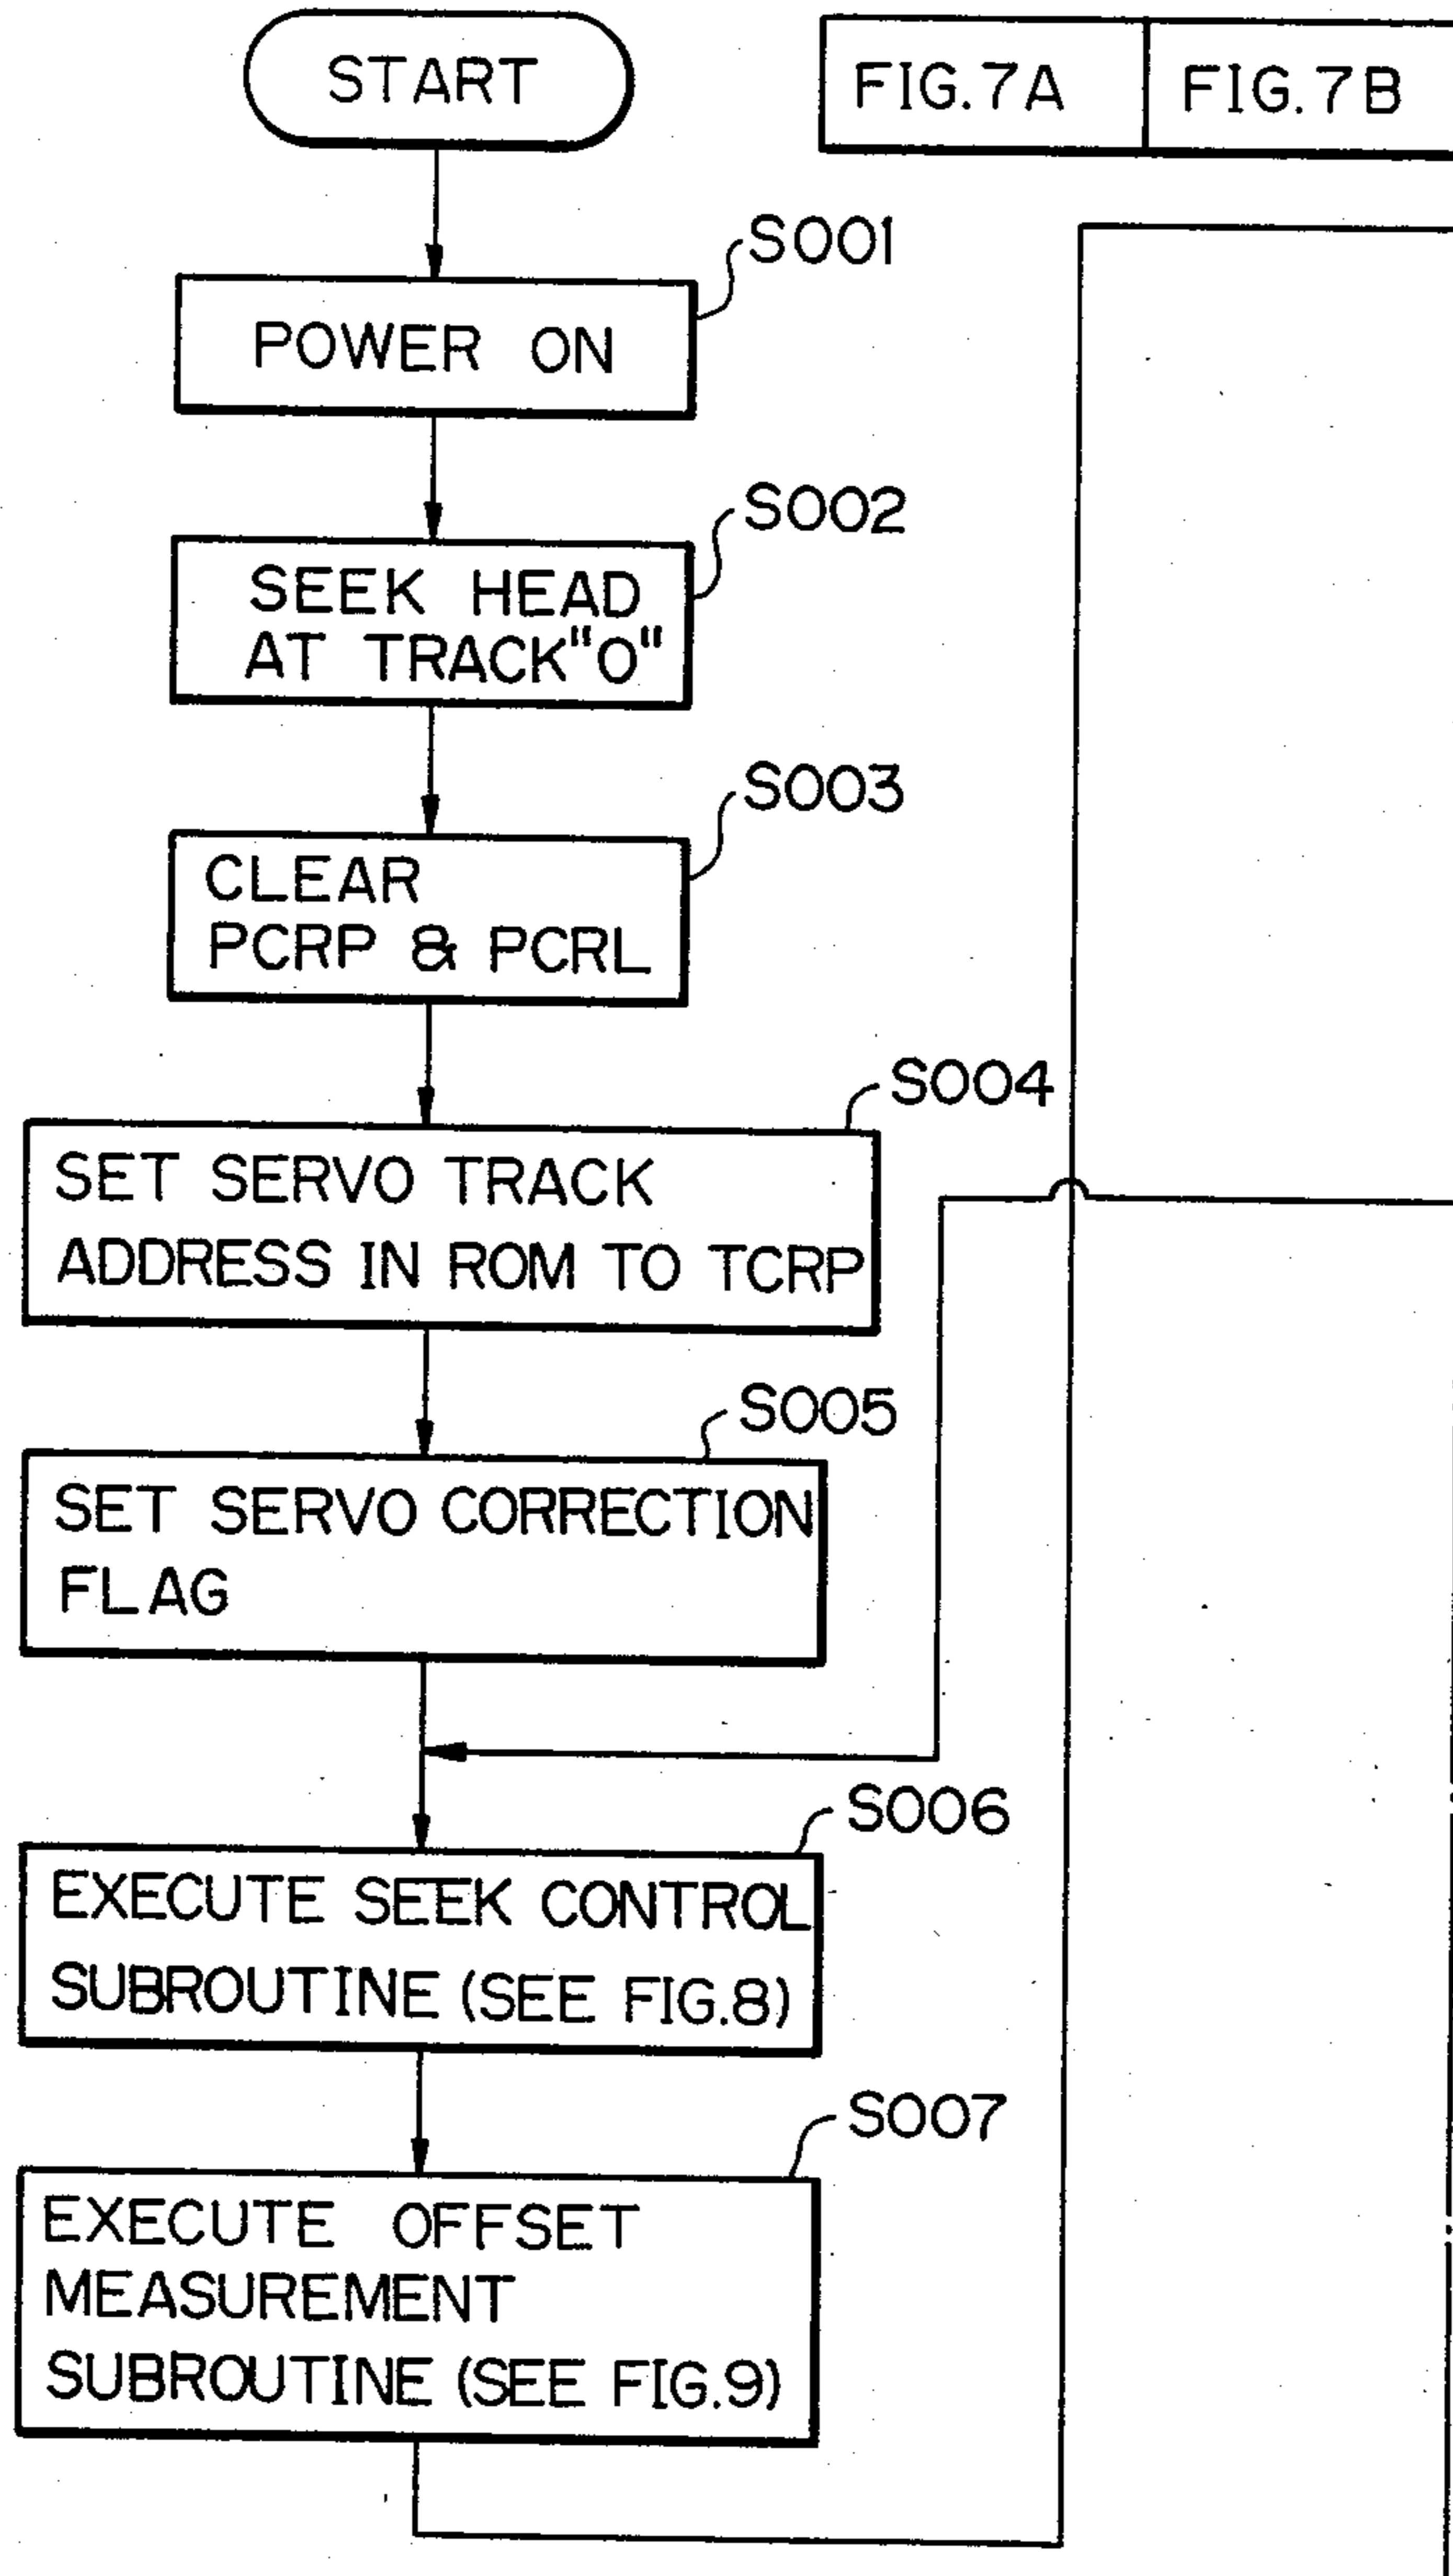 START
FIG.7A
FIG.7B
S001
POWER ON
S002
SEEK HEAD
AT TRACK"0"
S003
CLEAR
PCRP & PCRL
S004
SET SERVO TRACK
ADDRESS IN ROM TO TCRP
S005
SET SERVO CORRECTION
FLAG
S006
EXECUTE SEEK CONTROL
SUBROUTINE (SEE FIG.8)
S007
EXECUTE OFFSET
MEASUREMENT
SUBROUTINE (SEE FIG.9)